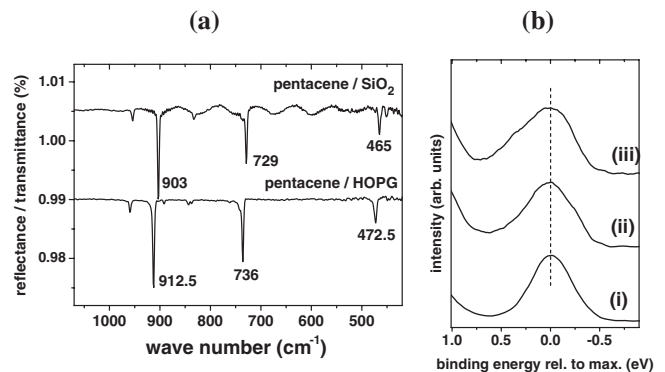 (a)
(b)
reflectance / transmittance (%)
1.01
1.00
0.99
0.98
pentacene / SiO₂
903
729
465
pentacene / HOPG
912.5
736
472.5
1000
900
800
700
600
500
wave number (cm⁻¹)
intensity (arb. units)
(iii)
(ii)
(i)
1.0
0.5
0.0
-0.5
binding energy rel. to max. (eV)